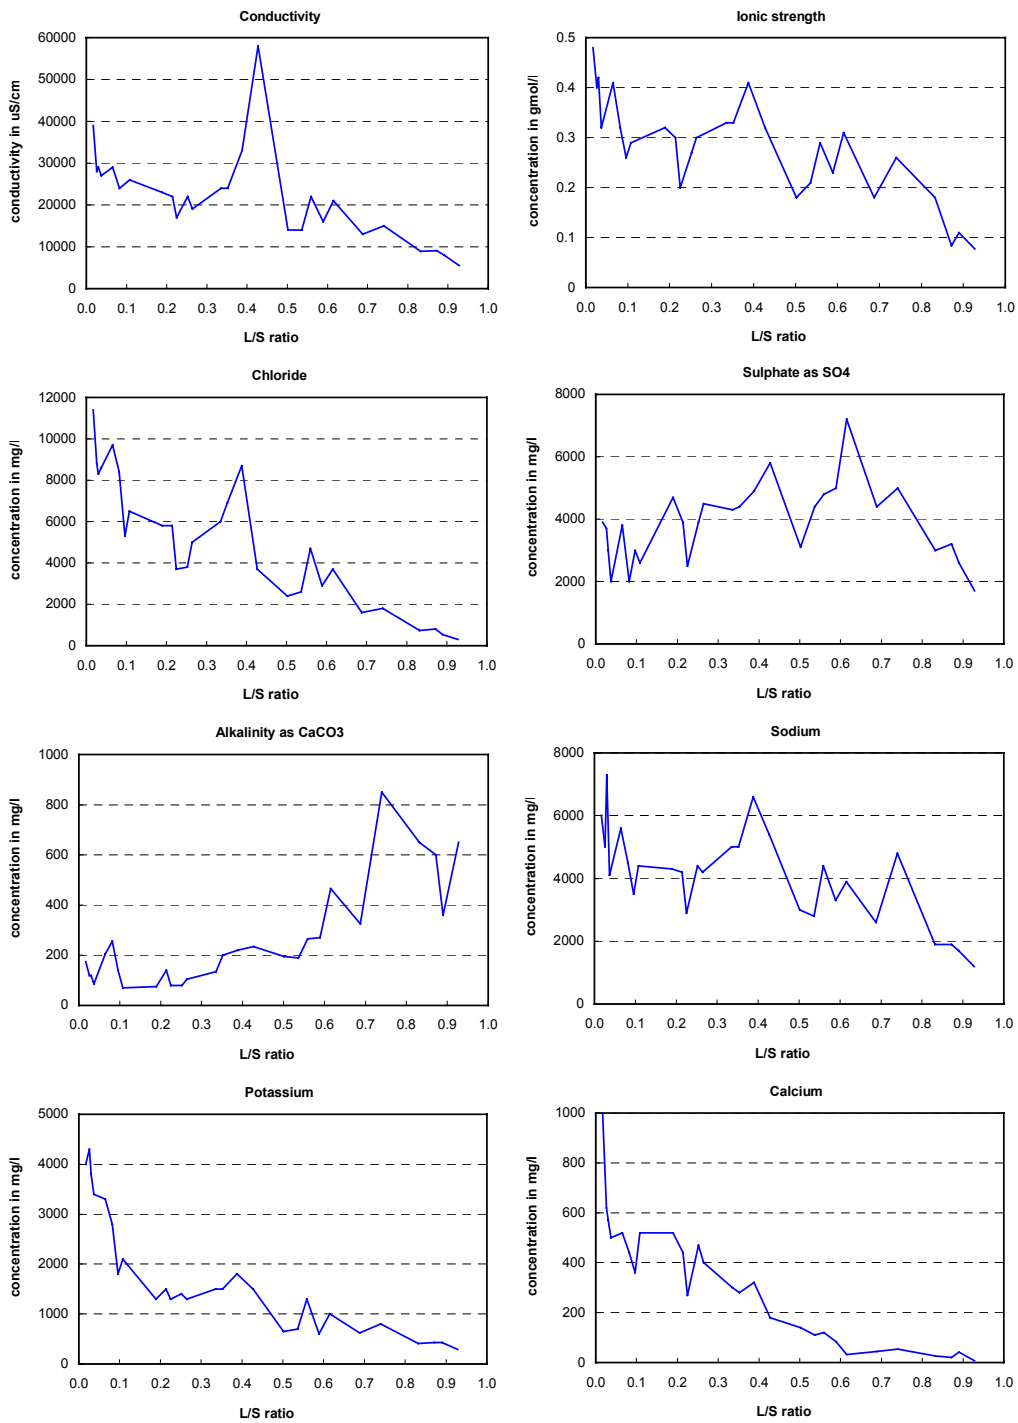 Conductivity
conductivity in uS/cm
60000
50000
40000
30000
20000
10000
0
0.0 0.1 0.2 0.3 0.4 0.5 0.6 0.7 0.8 0.9 1.0
L/S ratio
Ionic strength
concentration in gmol/l
0.5
0.4
0.3
0.2
0.1
0
0.0 0.1 0.2 0.3 0.4 0.5 0.6 0.7 0.8 0.9 1.0
L/S ratio
Chloride
concentration in mg/l
12000
10000
8000
6000
4000
2000
0
0.0 0.1 0.2 0.3 0.4 0.5 0.6 0.7 0.8 0.9 1.0
L/S ratio
Sulphate as SO4
concentration in mg/l
8000
6000
4000
2000
0
0.0 0.1 0.2 0.3 0.4 0.5 0.6 0.7 0.8 0.9 1.0
L/S ratio
Alkalinity as CaCO3
concentration in mg/l
1000
800
600
400
200
0
0.0 0.1 0.2 0.3 0.4 0.5 0.6 0.7 0.8 0.9 1.0
L/S ratio
Sodium
concentration in mg/l
8000
6000
4000
2000
0
0.0 0.1 0.2 0.3 0.4 0.5 0.6 0.7 0.8 0.9 1.0
L/S ratio
Potassium
concentration in mg/l
5000
4000
3000
2000
1000
0
0.0 0.1 0.2 0.3 0.4 0.5 0.6 0.7 0.8 0.9 1.0
L/S ratio
Calcium
concentration in mg/l
1000
800
600
400
200
0
0.0 0.1 0.2 0.3 0.4 0.5 0.6 0.7 0.8 0.9 1.0
L/S ratio